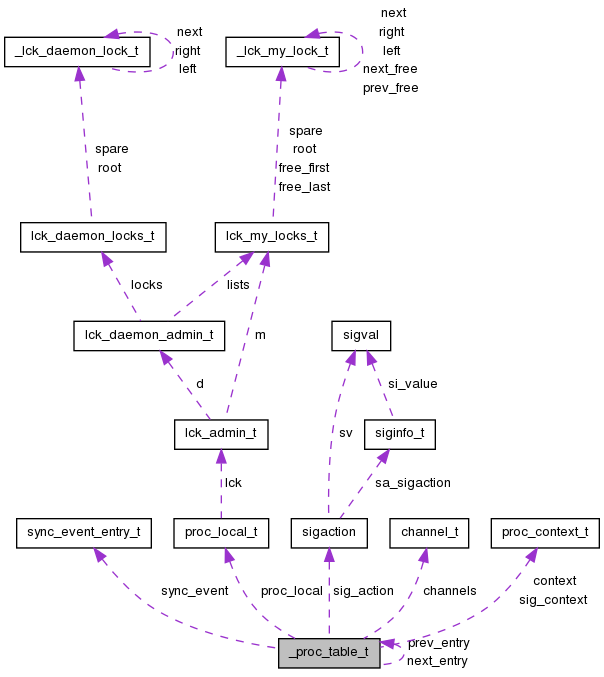 next
right
left
_lck_daemon_lock_t
next
right
left
next_free
prev_free
_lck_my_lock_t
spare
root
spare
root
free_first
free_last
lck_daemon_locks_t
lck_my_locks_t
locks
lists
lck_daemon_admin_t
m
sigval
d
si_value
lck_admin_t
sv
siginfo_t
lck
sa_sigaction
sync_event_entry_t
proc_local_t
sigaction
channel_t
proc_context_t
sync_event
proc_local
sig_action
channels
context
sig_context
_proc_table_t
prev_entry
next_entry